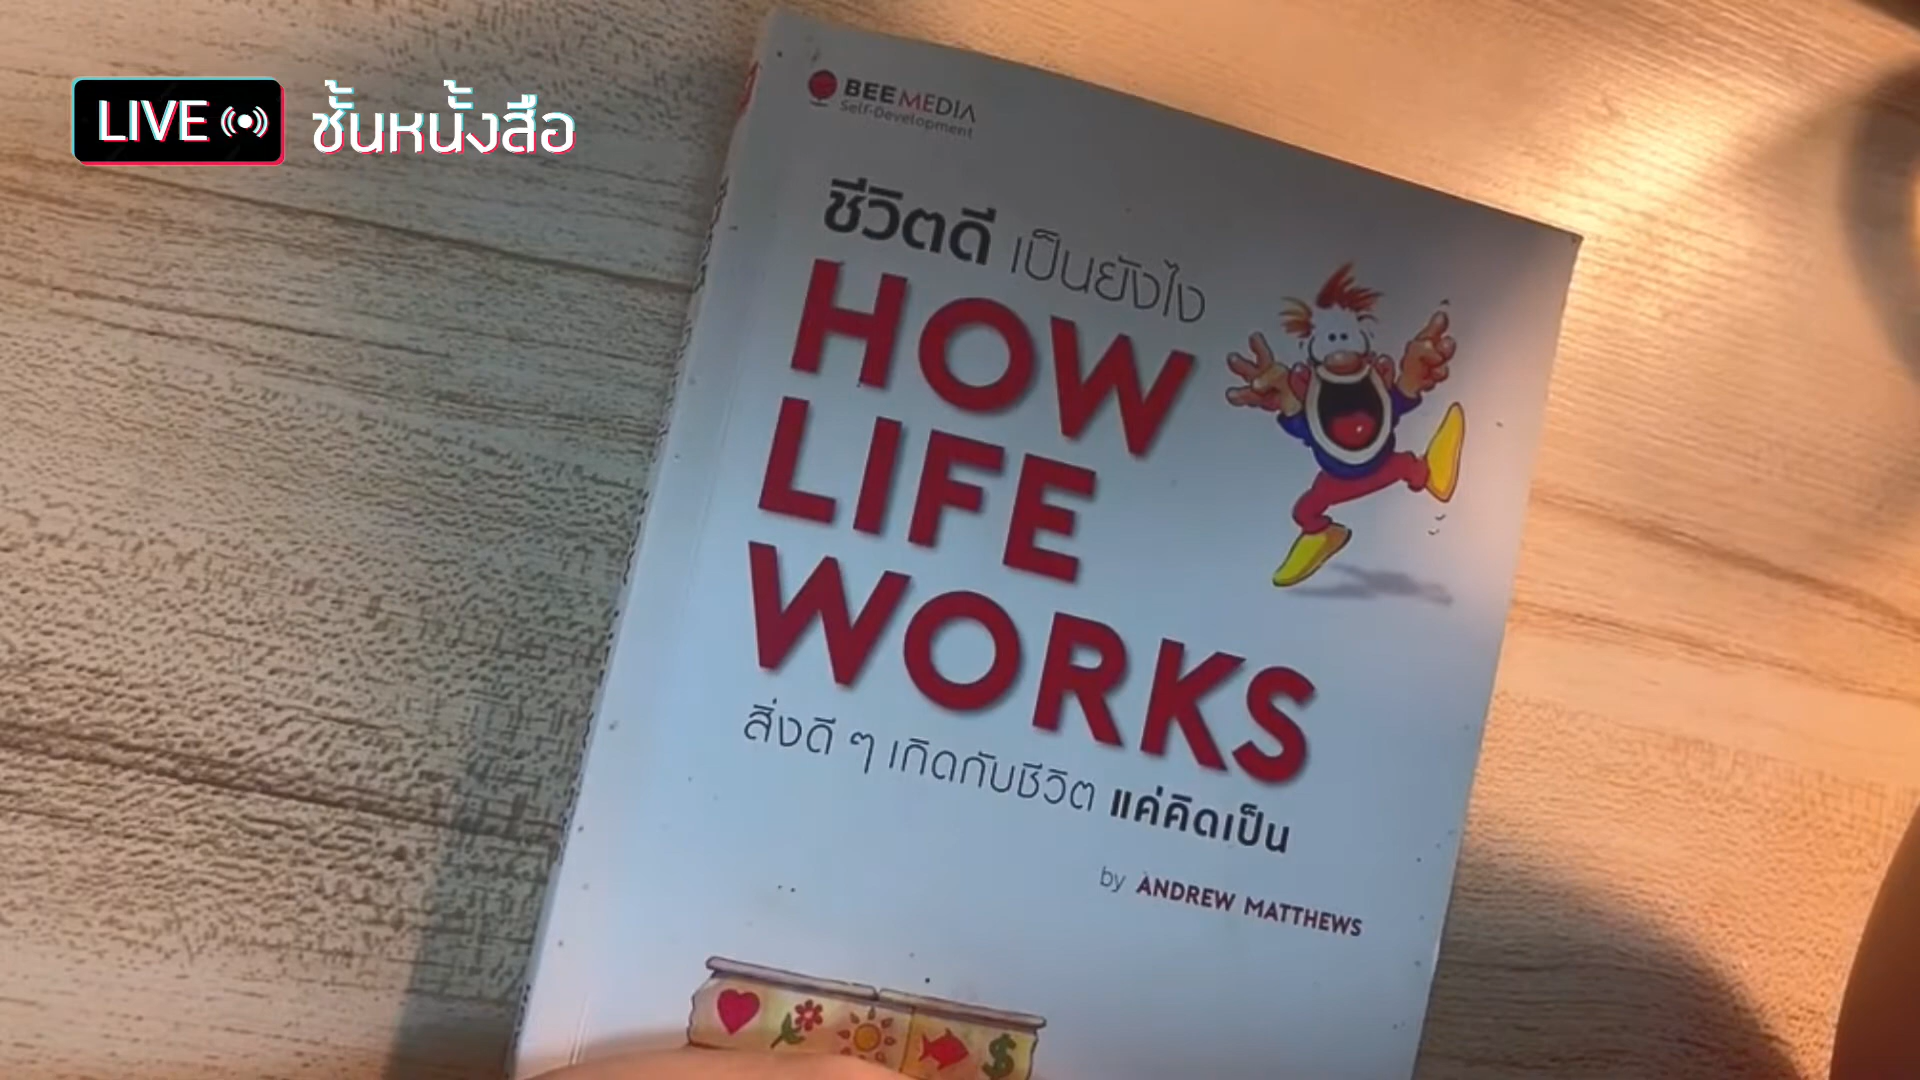 LIVE ชั้นหนั้งสือ
BEE MEDIA
Self-Development
ชีวิตดี เป็นยังไง
HOW
LIFE
WORKS
สิ่งดี ๆ เกิดกับชีวิต แค่คิดเป็น
by ANDREW MATTHEWS
$